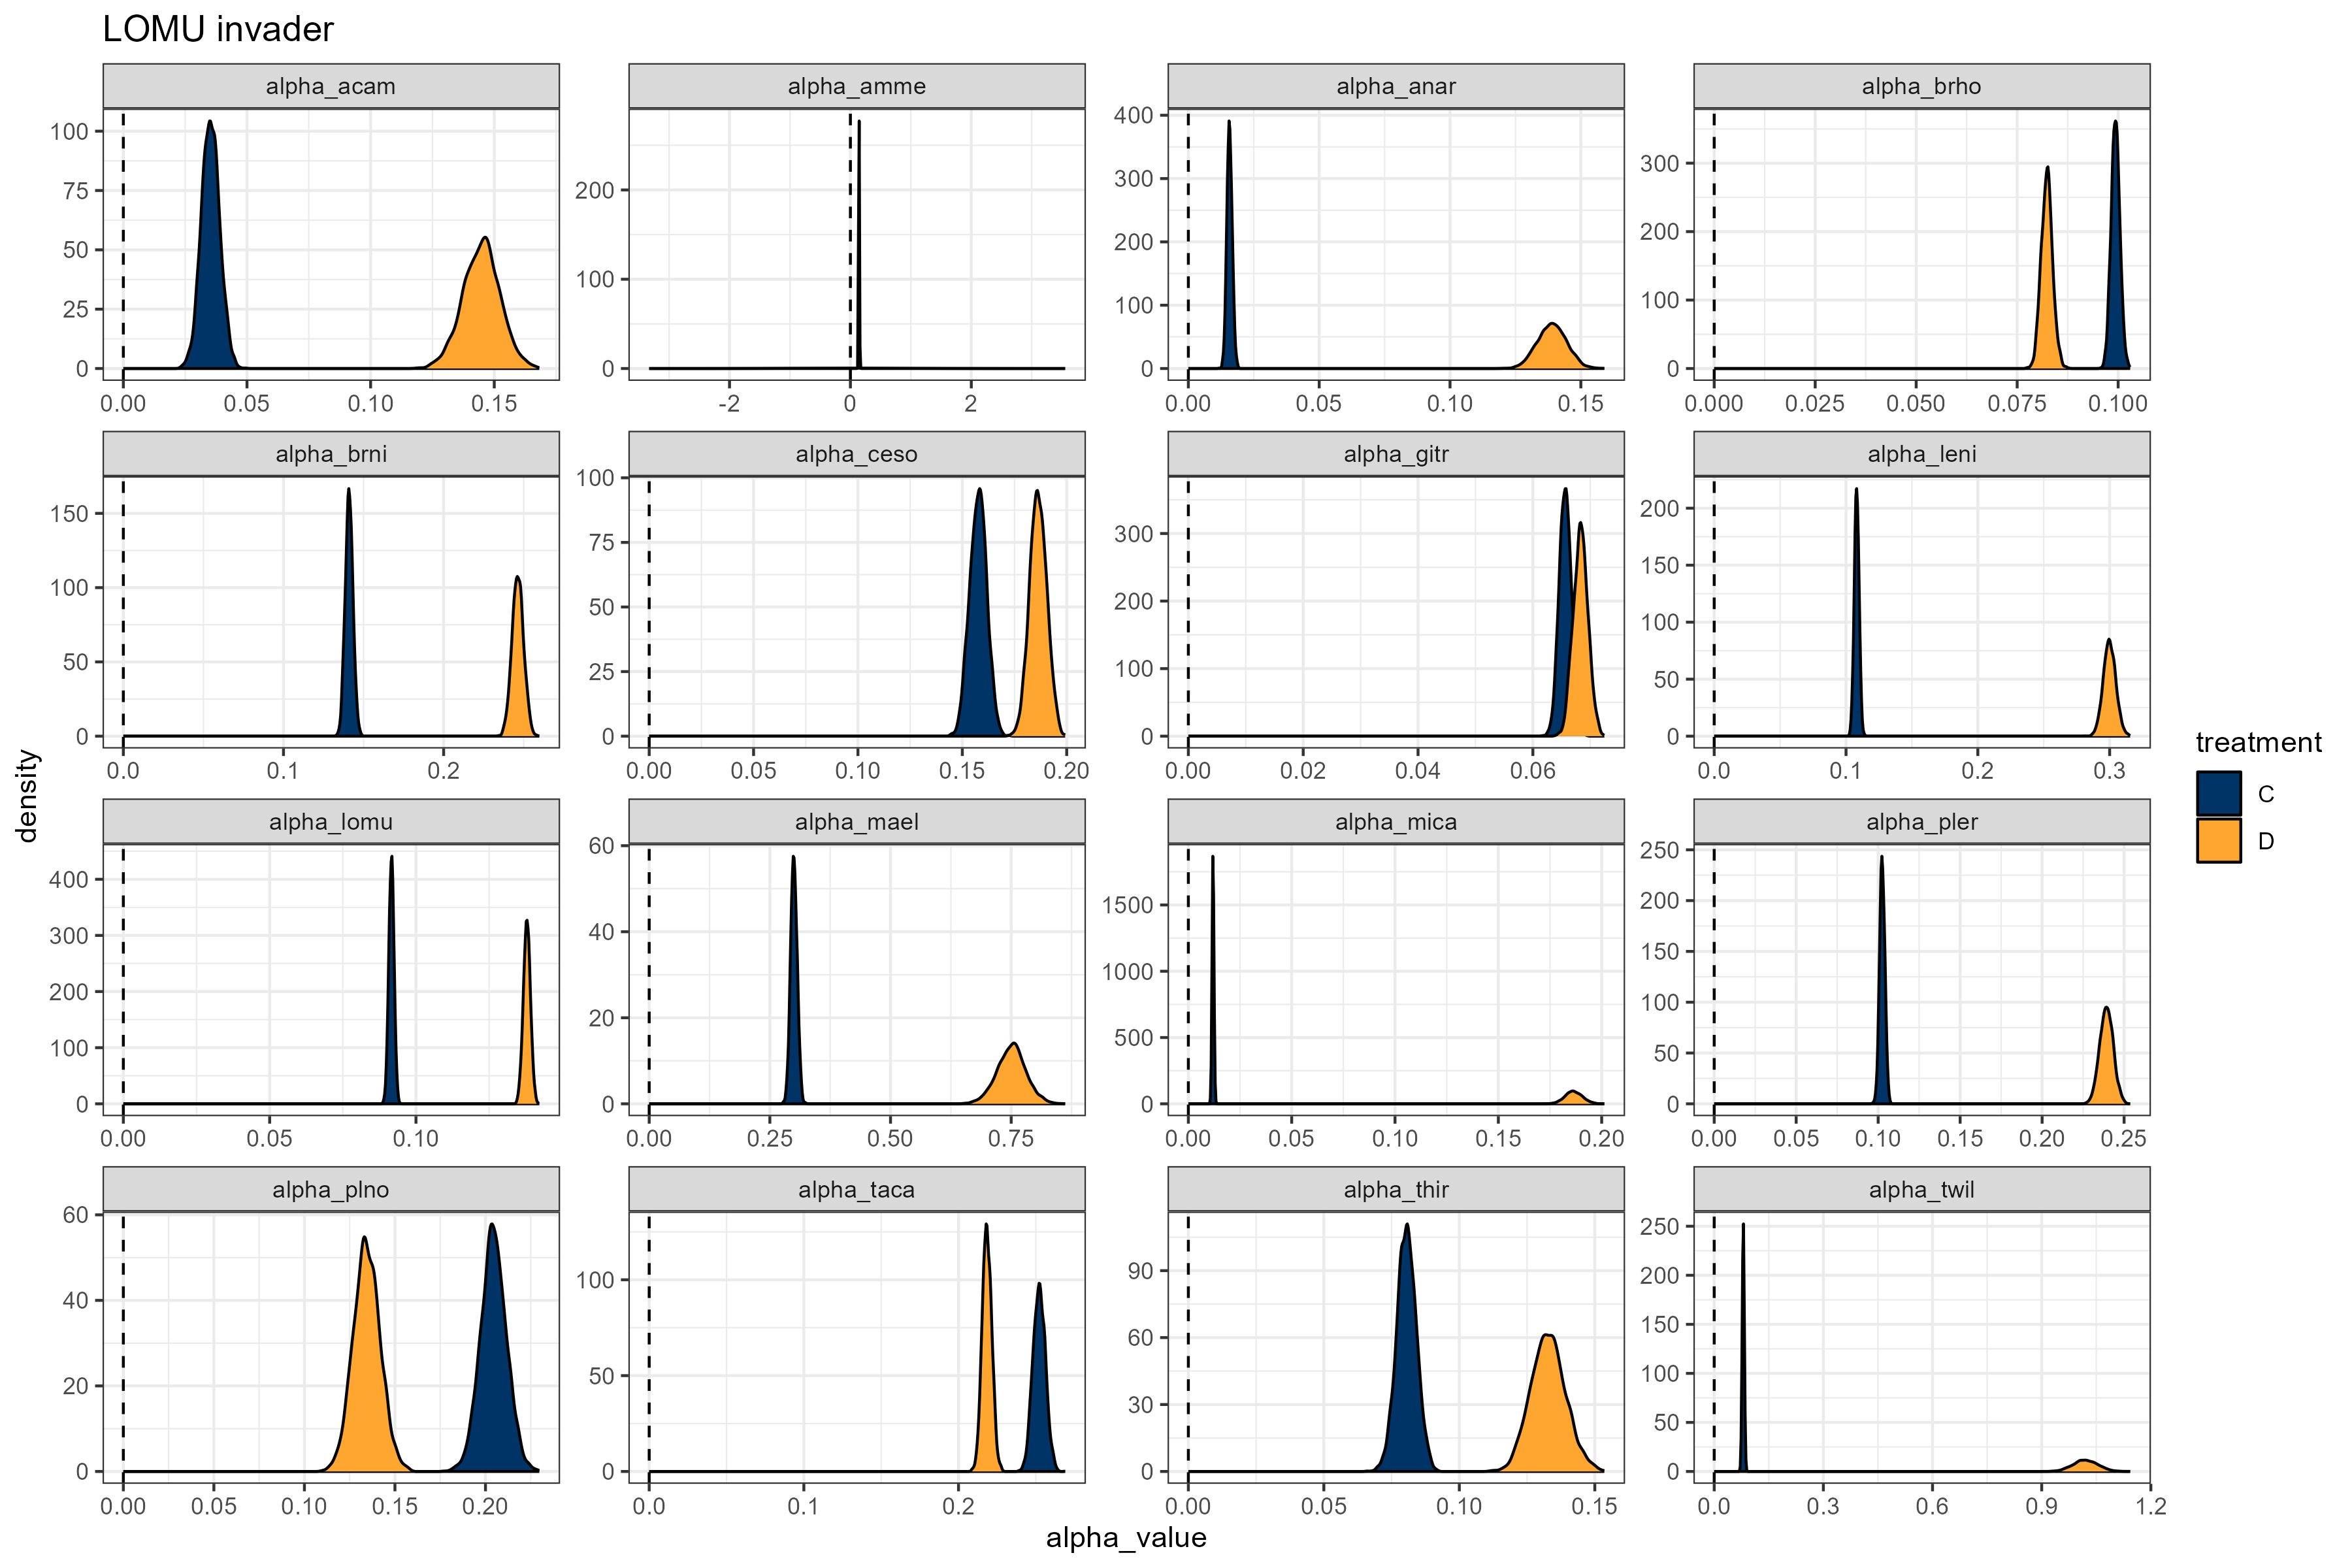 LOMU invader
alpha_acam alpha_amme alpha_anar alpha_brho
100 75 50 25 0
0.00 0.05 0.10 0.15
200 100 0
-2 0 2
400 300 200 100 0
0.00 0.05 0.10 0.15
300 200 100 0
0.000 0.025 0.050 0.075 0.100
alpha_brni alpha_ceso alpha_gitr alpha_leni
150 100 50 0
0.0 0.1 0.2
100 75 50 25 0
0.00 0.05 0.10 0.15 0.20
300 200 100 0
0.00 0.02 0.04 0.06
200 150 100 50 0
0.0 0.1 0.2 0.3
alpha_lomu alpha_mael alpha_mica alpha_pler
400 300 200 100 0
0.00 0.05 0.10
60 40 20 0
0.00 0.25 0.50 0.75
1500 1000 500 0
0.00 0.05 0.10 0.15 0.20
250 200 150 100 50 0
0.00 0.05 0.10 0.15 0.20 0.25
alpha_plno alpha_taca alpha_thir alpha_twil
60 40 20 0
0.00 0.05 0.10 0.15 0.20
100 50 0
0.0 0.1 0.2
90 60 30 0
0.00 0.05 0.10 0.15
250 200 150 100 50 0
0.0 0.3 0.6 0.9 1.2
density
alpha_value
treatment
C
D